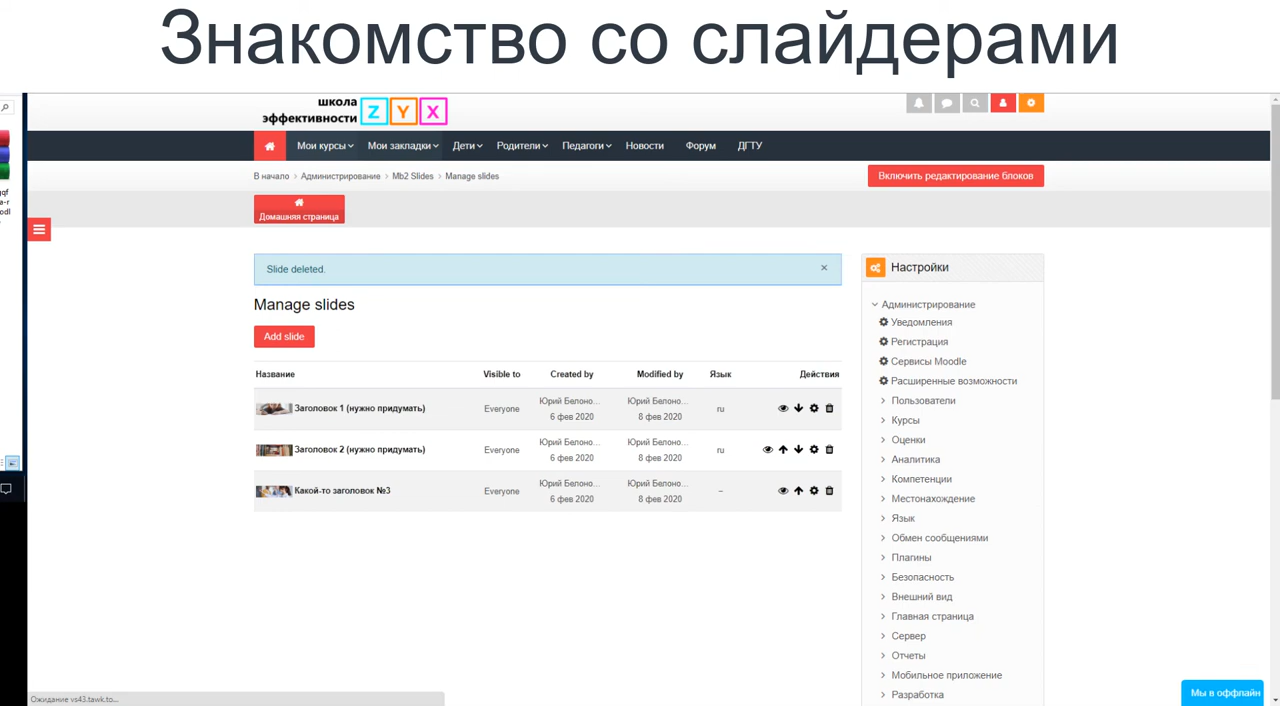 Знакомство со слайдерами
школа
эффективности ZYX
Мои курсы Мои закладки Дети Родители Педагоги Новости Форум ДГТУ
В начало › Администрирование › Mb2 Slides › Manage slides
Включить редактирование блоков
Домашняя страница
Slide deleted. ×
Manage slides
Add slide
Название Visible to Created by Modified by Язык Действия
Заголовок 1 (нужно придумать) Everyone Юрий Белоно... Юрий Белоно... ru
6 фев 2020 8 фев 2020
Заголовок 2 (нужно придумать) Everyone Юрий Белоно... Юрий Белоно... ru
6 фев 2020 8 фев 2020
Какой-то заголовок №3 Everyone Юрий Белоно... Юрий Белоно... –
6 фев 2020 8 фев 2020
Настройки
Администрирование
Уведомления
Регистрация
Сервисы Moodle
Расширенные возможности
Пользователи
Курсы
Оценки
Аналитика
Компетенции
Местонахождение
Язык
Обмен сообщениями
Плагины
Безопасность
Внешний вид
Главная страница
Сервер
Отчеты
Мобильное приложение
Разработка
Ожидание vs43.tawk.to...
Мы в оффлайн